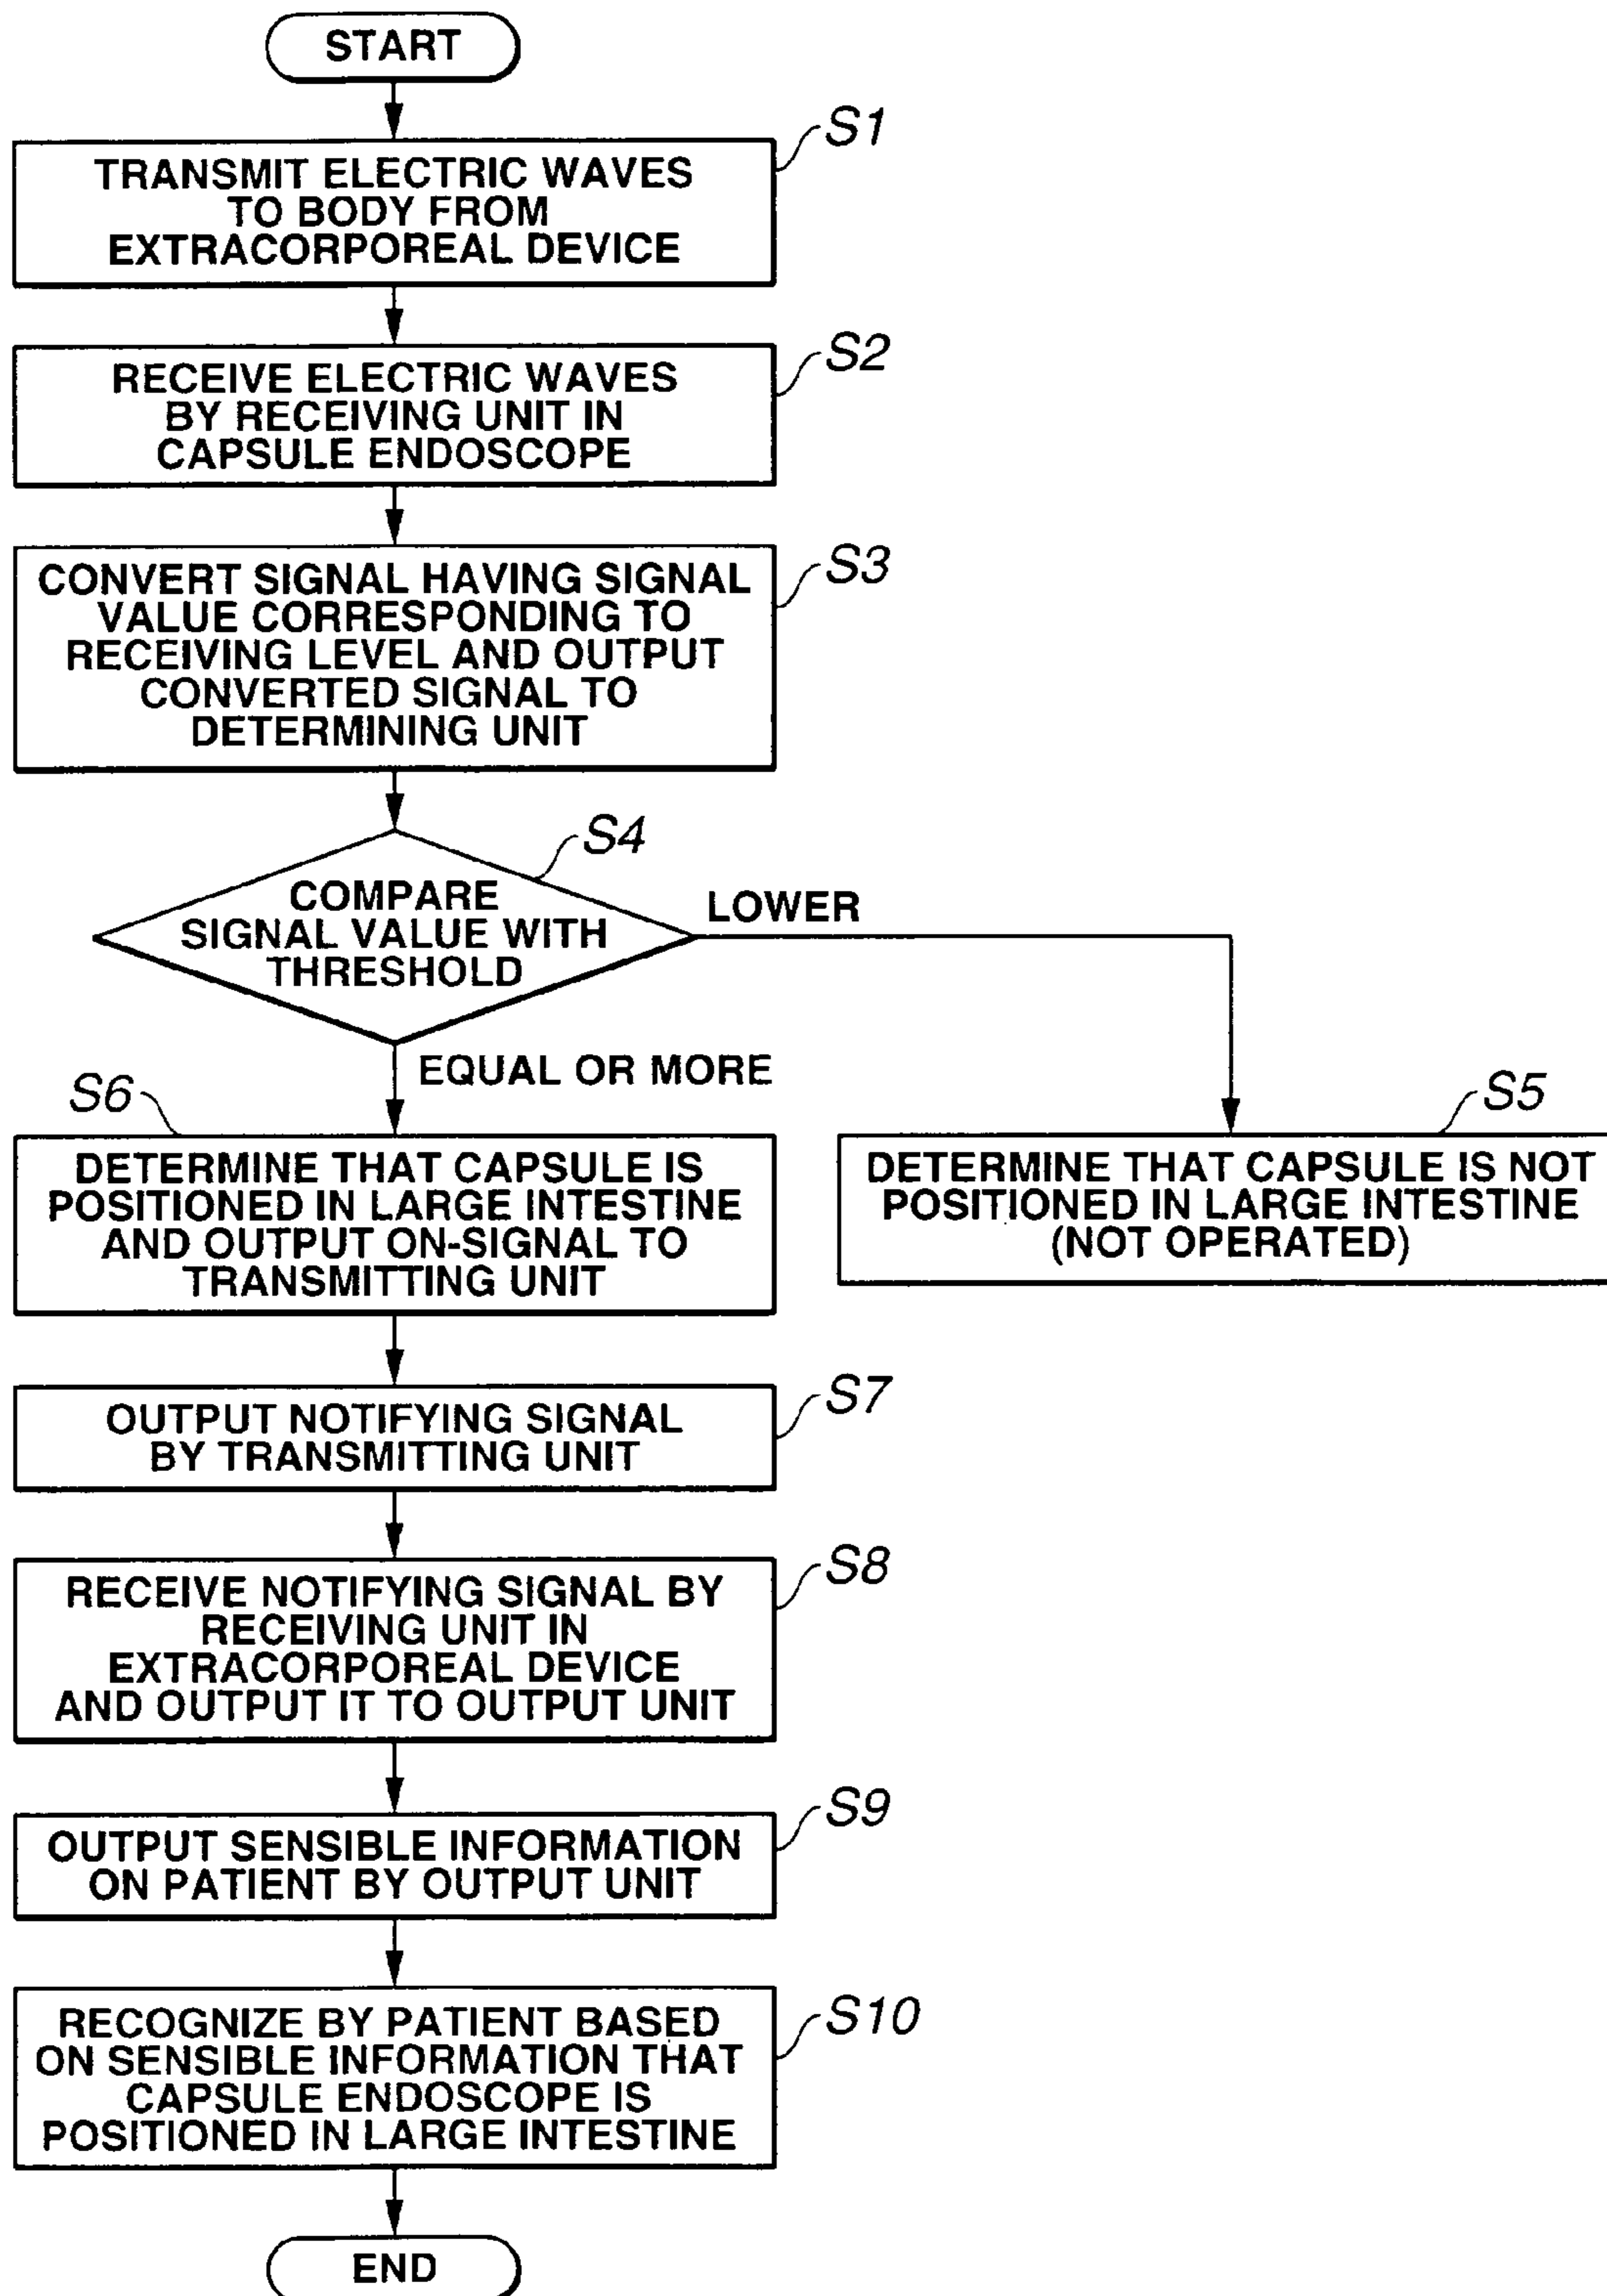 START
S1
TRANSMIT ELECTRIC WAVES
TO BODY FROM
EXTRACORPOREAL DEVICE
S2
RECEIVE ELECTRIC WAVES
BY RECEIVING UNIT IN
CAPSULE ENDOSCOPE
S3
CONVERT SIGNAL HAVING SIGNAL
VALUE CORRESPONDING TO
RECEIVING LEVEL AND OUTPUT
CONVERTED SIGNAL TO
DETERMINING UNIT
S4
COMPARE
SIGNAL VALUE WITH
THRESHOLD
LOWER
EQUAL OR MORE
S6
DETERMINE THAT CAPSULE IS
POSITIONED IN LARGE INTESTINE
AND OUTPUT ON-SIGNAL TO
TRANSMITTING UNIT
S5
DETERMINE THAT CAPSULE IS NOT
POSITIONED IN LARGE INTESTINE
(NOT OPERATED)
S7
OUTPUT NOTIFYING SIGNAL
BY TRANSMITTING UNIT
S8
RECEIVE NOTIFYING SIGNAL BY
RECEIVING UNIT IN
EXTRACORPOREAL DEVICE
AND OUTPUT IT TO OUTPUT UNIT
S9
OUTPUT SENSIBLE INFORMATION
ON PATIENT BY OUTPUT UNIT
S10
RECOGNIZE BY PATIENT BASED
ON SENSIBLE INFORMATION THAT
CAPSULE ENDOSCOPE IS
POSITIONED IN LARGE INTESTINE
END